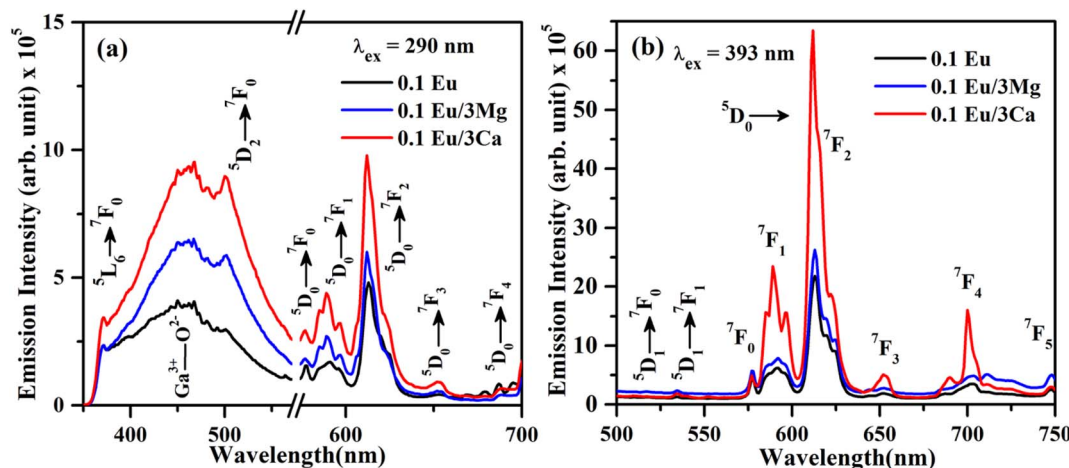 (a)
λex = 290 nm
0.1 Eu
0.1 Eu/3Mg
0.1 Eu/3Ca
Emission Intensity (arb. unit) x 10⁵
15
10
5
0
⁵L₆→⁷F₀
Ga³⁺—O²⁻
⁵D₂→⁷F₀
⁵D₀→⁷F₀
⁵D₀→⁷F₁
⁵D₀→⁷F₂
⁵D₀→⁷F₃
⁵D₀→⁷F₄
400 500 600 700
Wavelength(nm)
(b)
λex = 393 nm
0.1 Eu
0.1 Eu/3Mg
0.1 Eu/3Ca
Emission Intensity (arb. unit) x 10⁵
60
50
40
30
20
10
0
⁵D₀→
⁵D₁→⁷F₀
⁵D₁→⁷F₁
⁷F₀
⁷F₁
⁷F₂
⁷F₃
⁷F₄
⁷F₅
500 550 600 650 700 750
Wavelength(nm)